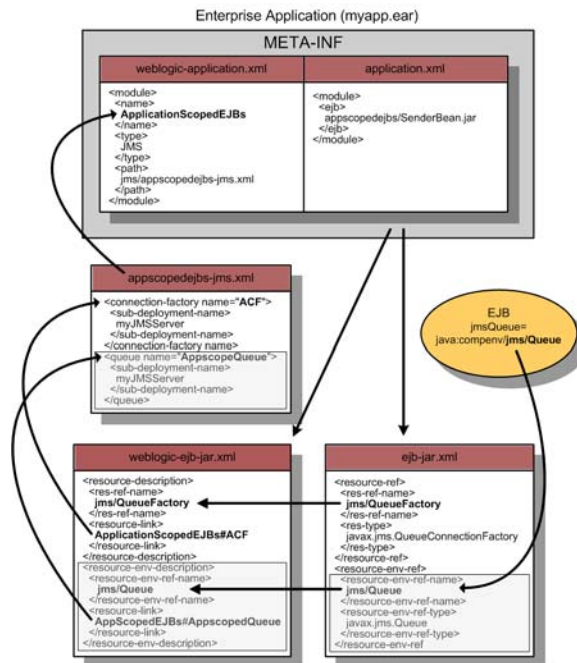 Enterprise Application (myapp.ear)
META-INF
weblogic-application.xml
<module>
<name>
ApplicationScopedEJBs
</name>
<type>
JMS
</type>
<path>
jms/appscopedejbs-jms.xml
</path>
</module>
application.xml
<module>
<ejb>
appscopedejbs/SenderBean.jar
</ejb>
</module>
appscopedejbs-jms.xml
<connection-factory name="ACF">
<sub-deployment-name>
myJMSServer
</sub-deployment-name>
</connection-factory name>
<queue name="AppscopeQueue">
<sub-deployment-name>
myJMSServer
</sub-deployment-name>
</queue>
EJB
jmsQueue=
java:compenv/jms/Queue
weblogic-ejb-jar.xml
<resource-description>
<res-ref-name>
jms/QueueFactory
</res-ref-name>
<resource-link>
ApplicationScopedEJBs#ACF
</resource-link>
</resource-description>
<resource-env-description>
<resource-env-ref-name>
jms/Queue
</resource-env-ref-name>
<resource-link>
AppScopedEJBs#AppscopedQueue
</resource-link>
</resource-env-description>
ejb-jar.xml
<resource-ref>
<res-ref-name>
jms/QueueFactory
</res-ref-name>
<res-type>
javax.jms.QueueConnectionFactory
</res-type>
</resource-ref>
<resource-env-ref>
<resource-env-ref-name>
jms/Queue
</resource-env-ref-name>
<resource-env-ref-type>
javax.jms.Queue
</resource-env-ref-type>
</resource-env-ref